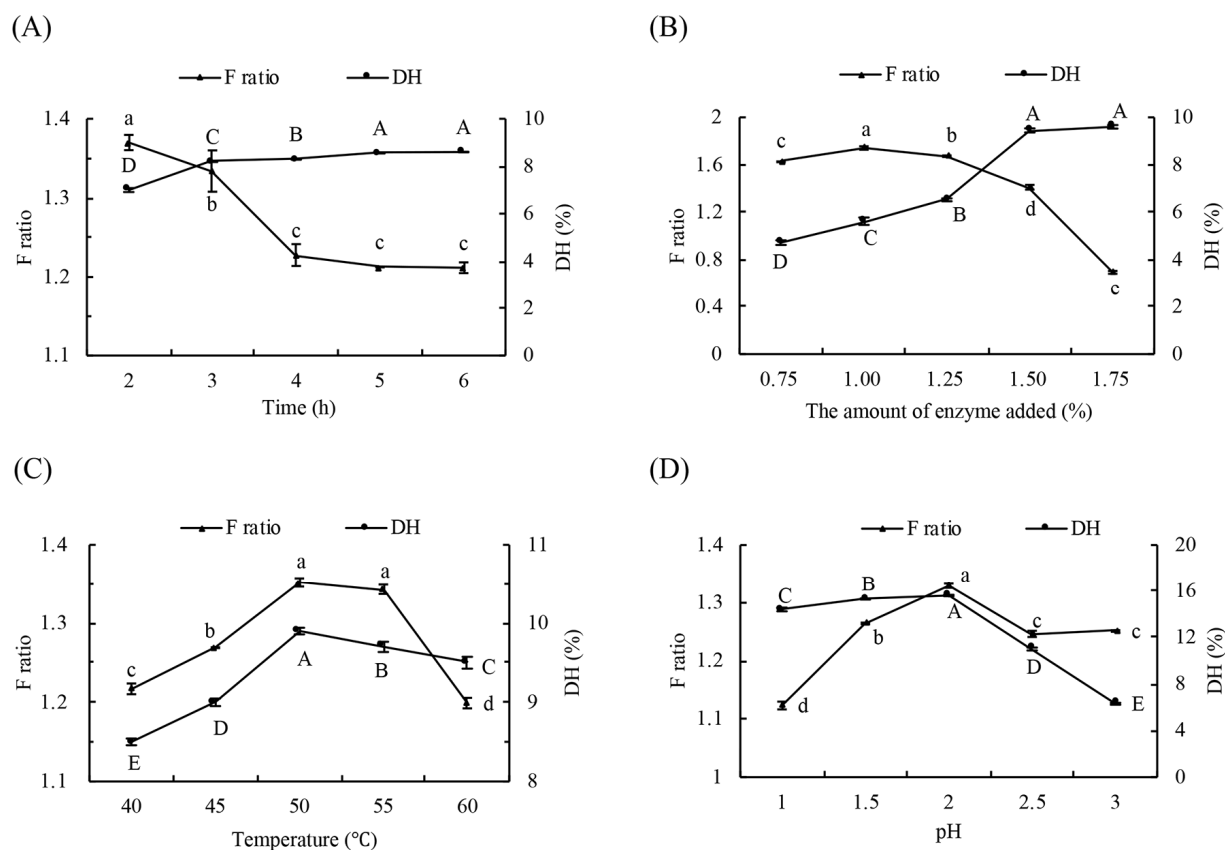 (A)
F ratio DH
1.4
1.3
1.2
1.1
F ratio
10
8
6
4
2
0
DH (%)
a
D
C
b
B
c
A
c
A
c
2 3 4 5 6
Time (h)
(B)
F ratio DH
2
1.6
1.2
0.8
0.4
0
F ratio
10
8
6
4
2
0
DH (%)
c
D
a
C
b
B
A
d
A
c
0.75 1.00 1.25 1.50 1.75
The amount of enzyme added (%)
(C)
F ratio DH
1.4
1.3
1.2
1.1
F ratio
11
10
9
8
DH (%)
c
E
b
D
a
A
a
B
C
d
40 45 50 55 60
Temperature (℃)
(D)
F ratio DH
1.4
1.3
1.2
1.1
1
F ratio
20
16
12
8
4
0
DH (%)
C
d
B
b
a
A
c
D
c
E
1 1.5 2 2.5 3
pH